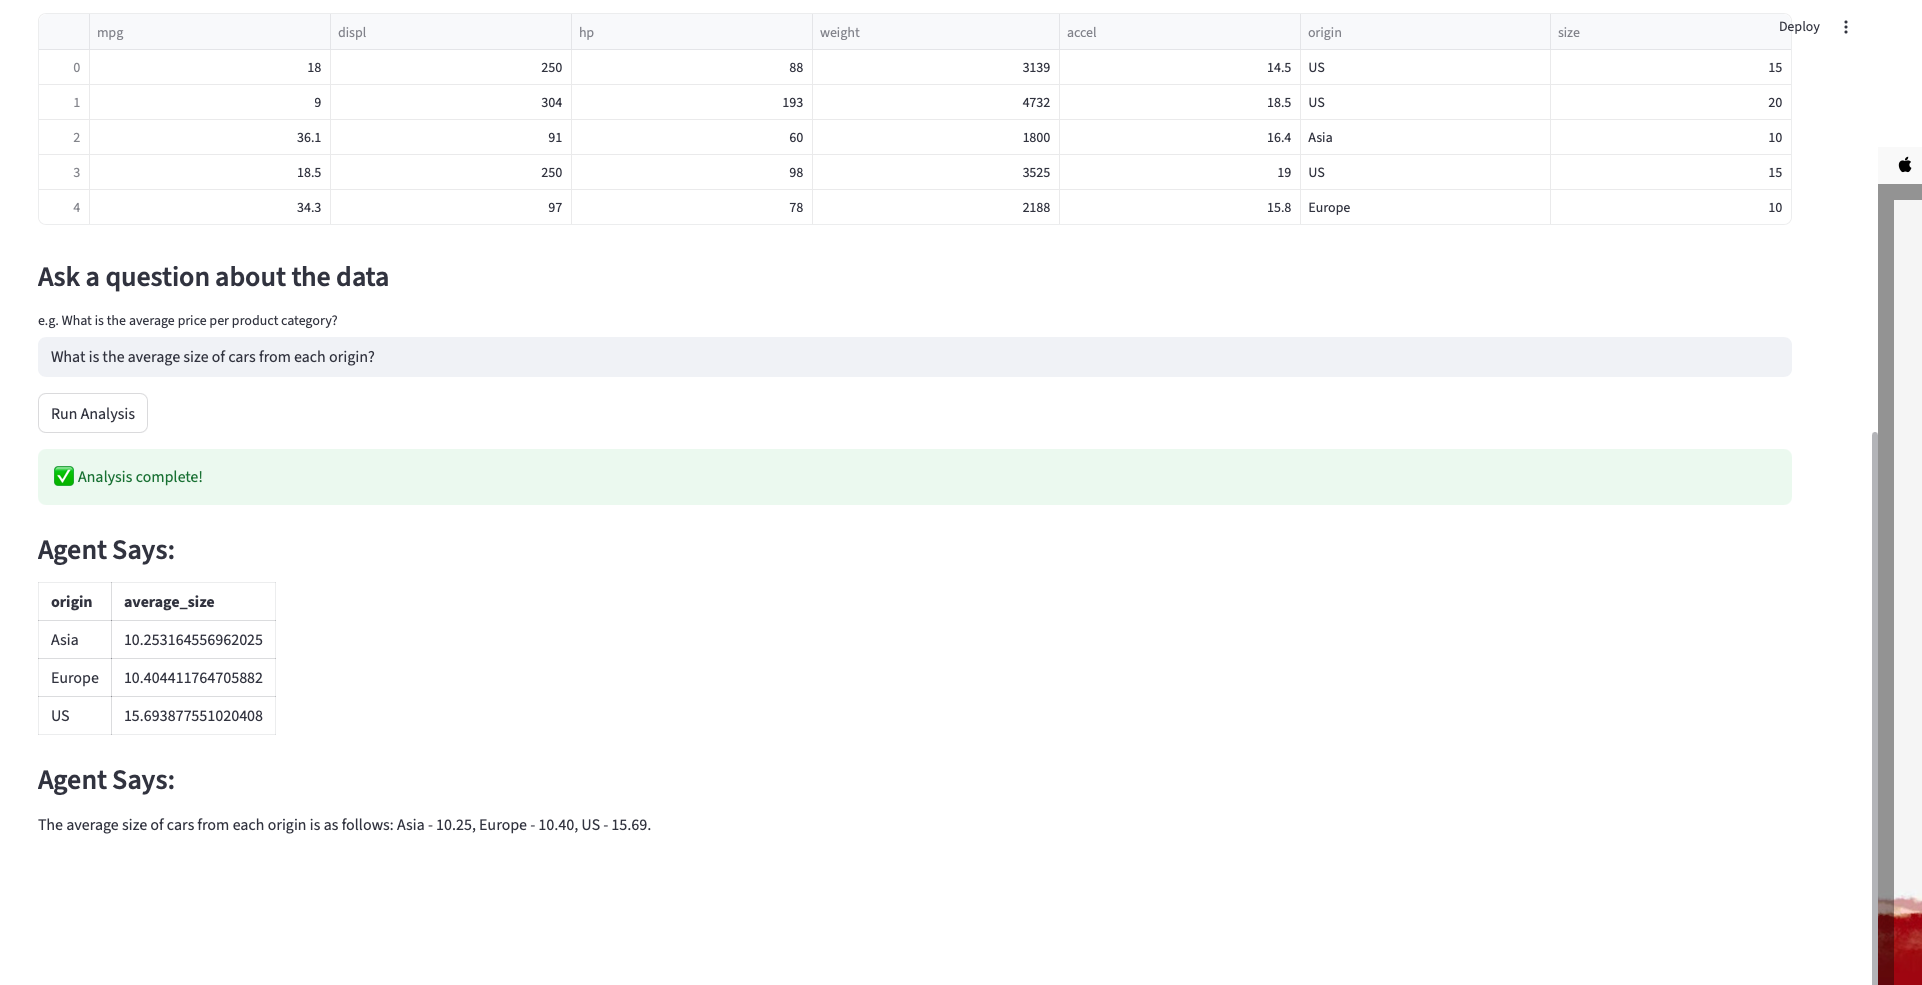 mpg displ hp weight accel origin size Deploy
0 18 250 88 3139 14.5 US 15
1 9 304 193 4732 18.5 US 20
2 36.1 91 60 1800 16.4 Asia 10
3 18.5 250 98 3525 19 US 15
4 34.3 97 78 2188 15.8 Europe 10
Ask a question about the data
e.g. What is the average price per product category?
What is the average size of cars from each origin?
Run Analysis
✅ Analysis complete!
Agent Says:
origin average_size
Asia 10.253164556962025
Europe 10.404411764705882
US 15.693877551020408
Agent Says:
The average size of cars from each origin is as follows: Asia - 10.25, Europe - 10.40, US - 15.69.